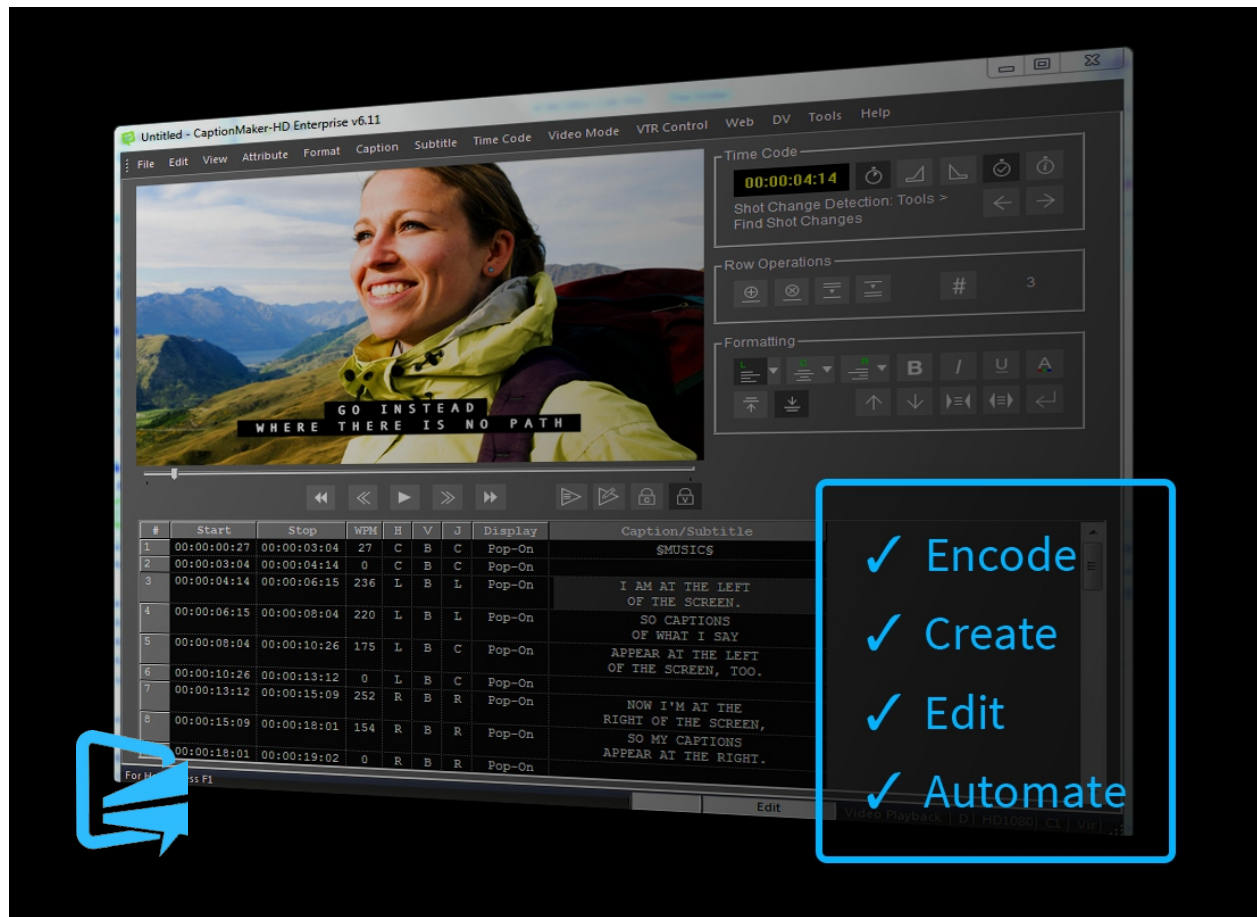 Untitled - CaptionMaker-HD Enterprise v6.11
File Edit View Attribute Format Caption Subtitle Time Code Video Mode VTR Control Web DV Tools Help
GO INSTEAD
WHERE THERE IS NO PATH
Time Code
00:00:04:14
Shot Change Detection: Tools >
Find Shot Changes
Row Operations
# 3
Formatting
L C R B I U A
# Start Stop WPM H V J Display Caption/Subtitle
1 00:00:00:27 00:00:03:04 27 C B C Pop-On §MUSIC§
2 00:00:03:04 00:00:04:14 0 C B C Pop-On
3 00:00:04:14 00:00:06:15 236 L B L Pop-On I AM AT THE LEFT
OF THE SCREEN.
4 00:00:06:15 00:00:08:04 220 L B L Pop-On SO CAPTIONS
OF WHAT I SAY
5 00:00:08:04 00:00:10:26 175 L B C Pop-On APPEAR AT THE LEFT
OF THE SCREEN, TOO.
6 00:00:10:26 00:00:13:12 0 L B C Pop-On
7 00:00:13:12 00:00:15:09 252 R B R Pop-On NOW I'M AT THE
RIGHT OF THE SCREEN,
8 00:00:15:09 00:00:18:01 154 R B R Pop-On SO MY CAPTIONS
APPEAR AT THE RIGHT.
00:00:18:01 00:00:19:02 0 R B R Pop-On
For ss F1
Edit
Video Playback D HD1080 C1 Vir
✓ Encode
✓ Create
✓ Edit
✓ Automate